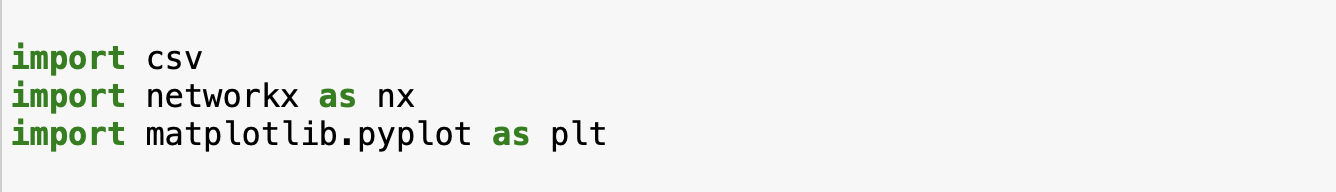 import csv
import networkx as nx
import matplotlib.pyplot as plt